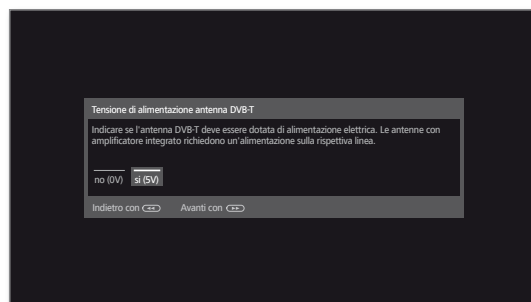 Tensione di alimentazione antenna DVB-T
Indicare se l'antenna DVB-T deve essere dotata di alimentazione elettrica. Le antenne con
amplificatore integrato richiedono un'alimentazione sulla rispettiva linea.
no (0V) si (5V)
Indietro con Avanti con